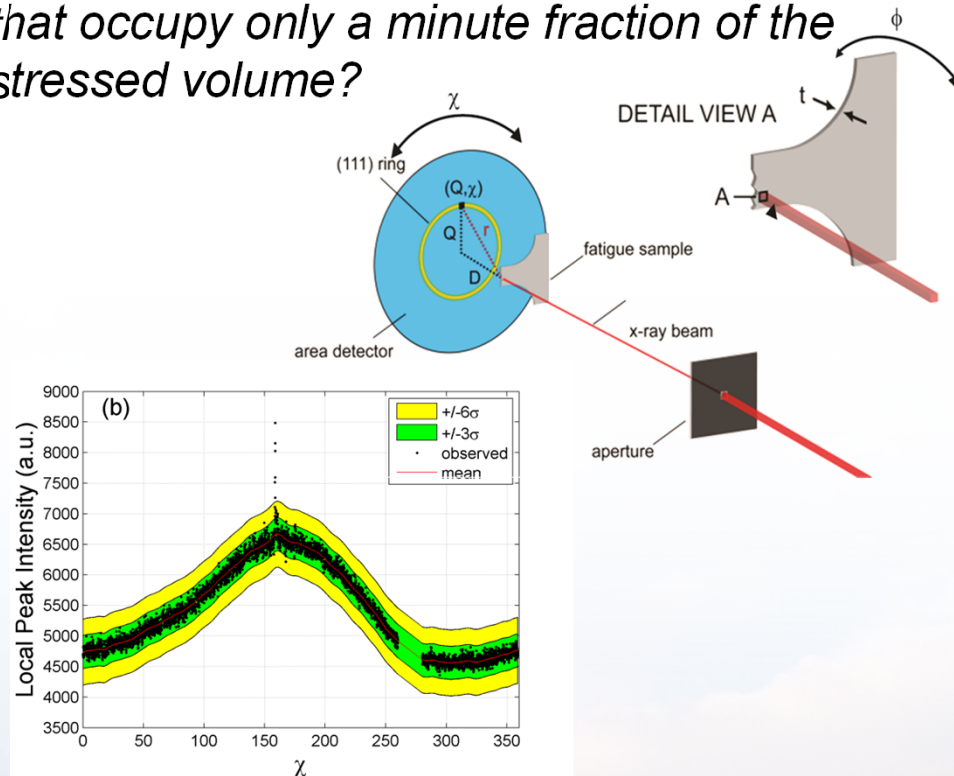 that occupy only a minute fraction of the
stressed volume?
ϕ
DETAIL VIEW A
t
A
χ
(111) ring
(Q,χ)
Q
r
D
fatigue sample
x-ray beam
area detector
aperture
(b)
+/-6σ
+/-3σ
observed
mean
Local Peak Intensity (a.u.)
9000
8500
8000
7500
7000
6500
6000
5500
5000
4500
4000
3500
0 50 100 150 200 250 300 350
χ